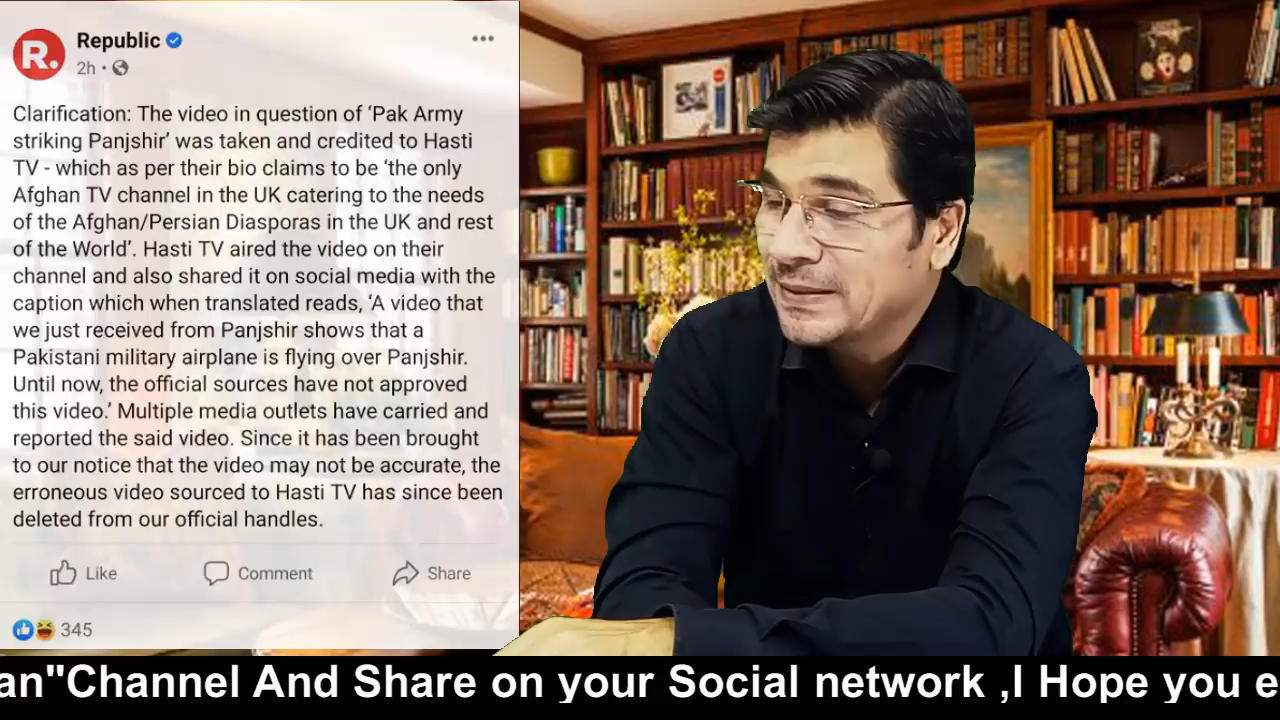 R.
Republic
2h
Clarification: The video in question of ‘Pak Army
striking Panjshir’ was taken and credited to Hasti
TV - which as per their bio claims to be ‘the only
Afghan TV channel in the UK catering to the needs
of the Afghan/Persian Diasporas in the UK and rest
of the World’. Hasti TV aired the video on their
channel and also shared it on social media with the
caption which when translated reads, ‘A video that
we just received from Panjshir shows that a
Pakistani military airplane is flying over Panjshir.
Until now, the official sources have not approved
this video.’ Multiple media outlets have carried and
reported the said video. Since it has been brought
to our notice that the video may not be accurate, the
erroneous video sourced to Hasti TV has since been
deleted from our official handles.
Like Comment Share
345
an"Channel And Share on your Social network ,I Hope you e